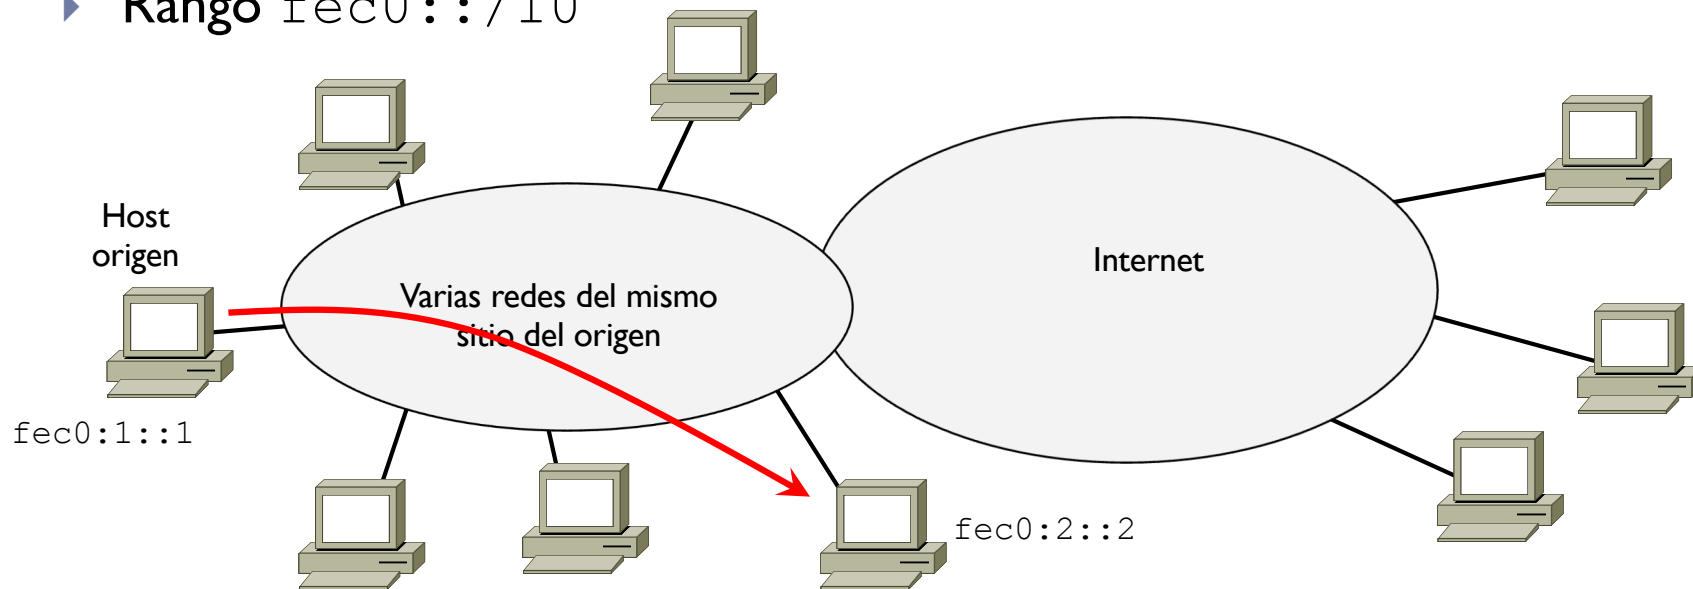 Rango fec0::/10
Host
origen
Internet
Varias redes del mismo
sitio del origen
fec0:1::1
fec0:2::2